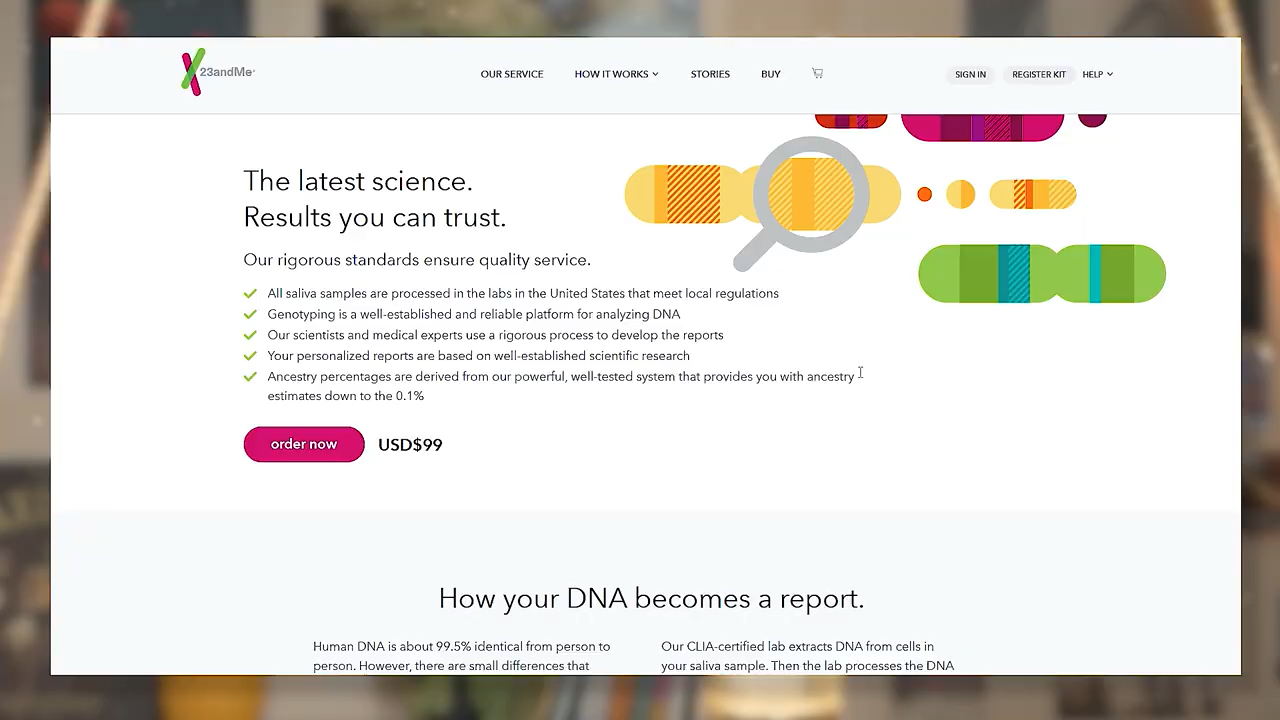 23andMe
OUR SERVICE
HOW IT WORKS
STORIES
BUY
SIGN IN
REGISTER KIT
HELP
The latest science.
Results you can trust.
Our rigorous standards ensure quality service.
All saliva samples are processed in the labs in the United States that meet local regulations
Genotyping is a well-established and reliable platform for analyzing DNA
Our scientists and medical experts use a rigorous process to develop the reports
Your personalized reports are based on well-established scientific research
Ancestry percentages are derived from our powerful, well-tested system that provides you with ancestry
estimates down to the 0.1%
order now
USD$99
How your DNA becomes a report.
Human DNA is about 99.5% identical from person to
person. However, there are small differences that
Our CLIA-certified lab extracts DNA from cells in
your saliva sample. Then the lab processes the DNA